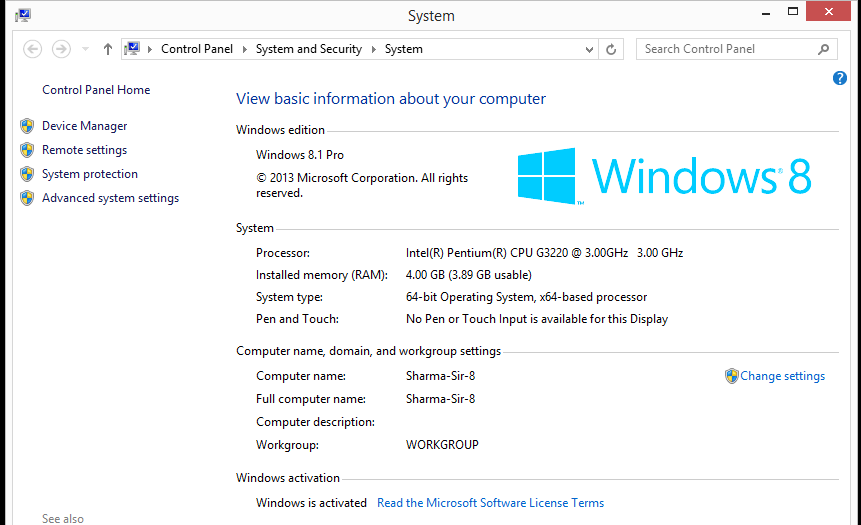 System
Control Panel System and Security System
Search Control Panel
Control Panel Home
Device Manager
Remote settings
System protection
Advanced system settings
View basic information about your computer
Windows edition
Windows 8.1 Pro
© 2013 Microsoft Corporation. All rights
reserved.
Windows® 8
™
System
Processor: Intel(R) Pentium(R) CPU G3220 @ 3.00GHz 3.00 GHz
Installed memory (RAM): 4.00 GB (3.89 GB usable)
System type: 64-bit Operating System, x64-based processor
Pen and Touch: No Pen or Touch Input is available for this Display
Computer name, domain, and workgroup settings
Computer name: Sharma-Sir-8 Change settings
Full computer name: Sharma-Sir-8
Computer description:
Workgroup: WORKGROUP
Windows activation
Windows is activated Read the Microsoft Software License Terms
See also